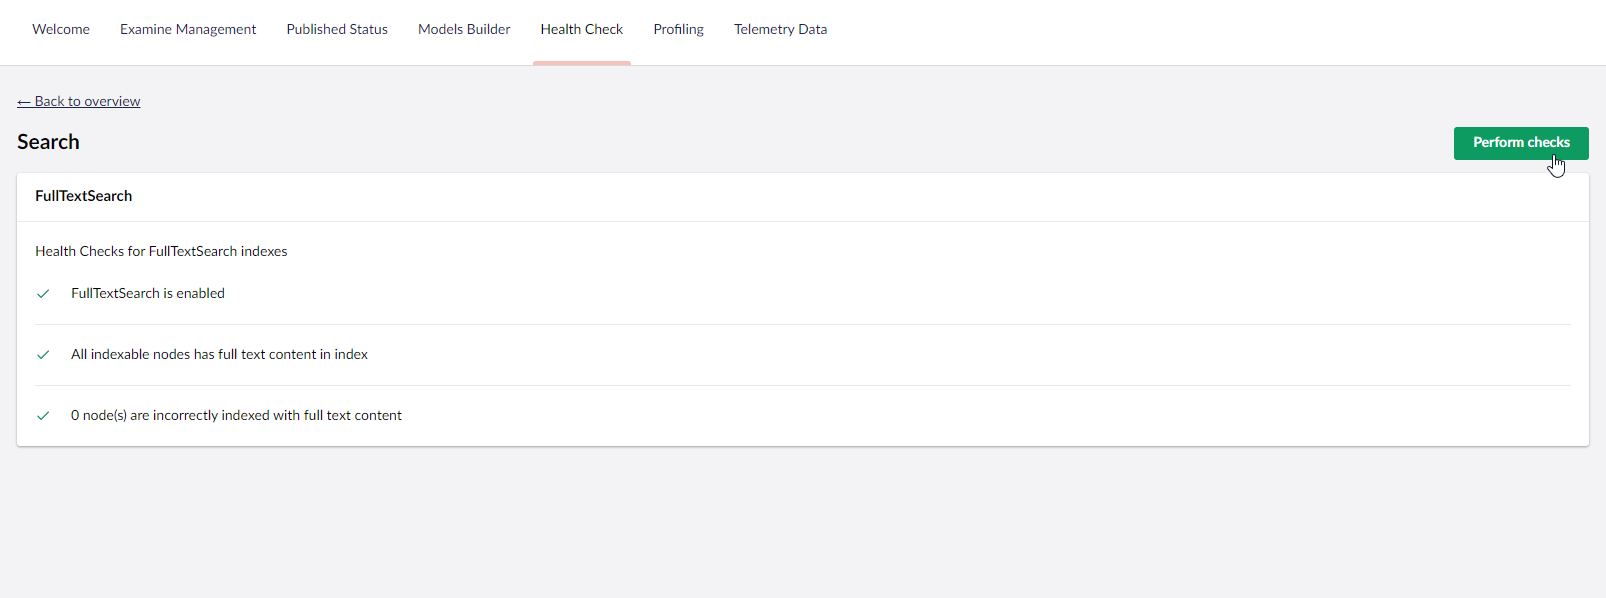 Welcome Examine Management Published Status Models Builder Health Check Profiling Telemetry Data
← Back to overview
Search
Perform checks
FullTextSearch
Health Checks for FullTextSearch indexes
FullTextSearch is enabled
All indexable nodes has full text content in index
0 node(s) are incorrectly indexed with full text content